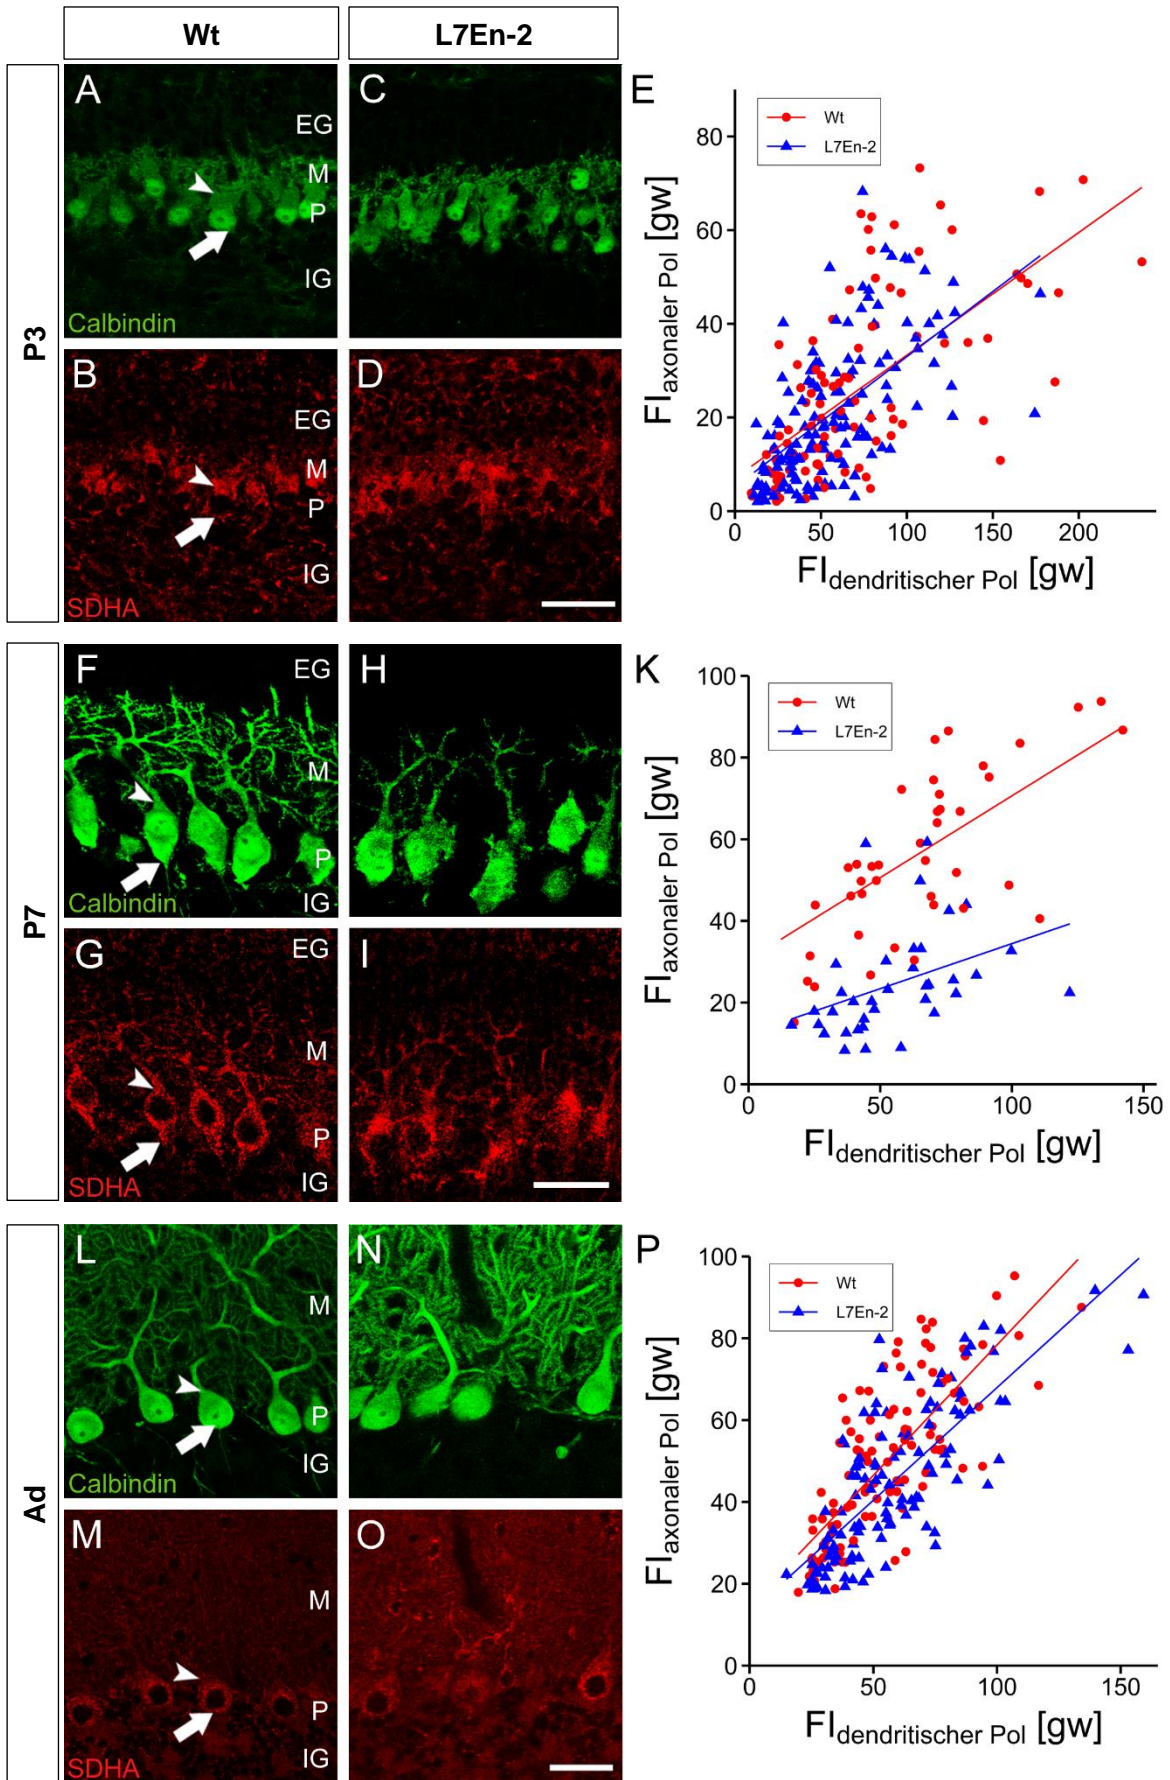 Wt
L7En-2
P3
A
EG
M
P
IG
Calbindin
C
B
EG
M
P
IG
SDHA
D
E
Wt
L7En-2
80
60
40
20
0
0 50 100 150 200
FIaxonaler Pol [gw]
FIdendritischer Pol [gw]
P7
F
EG
M
P
IG
Calbindin
H
G
EG
M
P
IG
SDHA
I
K
Wt
L7En-2
100
80
60
40
20
0
0 50 100 150
FIaxonaler Pol [gw]
FIdendritischer Pol [gw]
Ad
L
M
P
IG
Calbindin
N
M
M
P
IG
SDHA
O
P
Wt
L7En-2
100
80
60
40
20
0
0 50 100 150
FIaxonaler Pol [gw]
FIdendritischer Pol [gw]